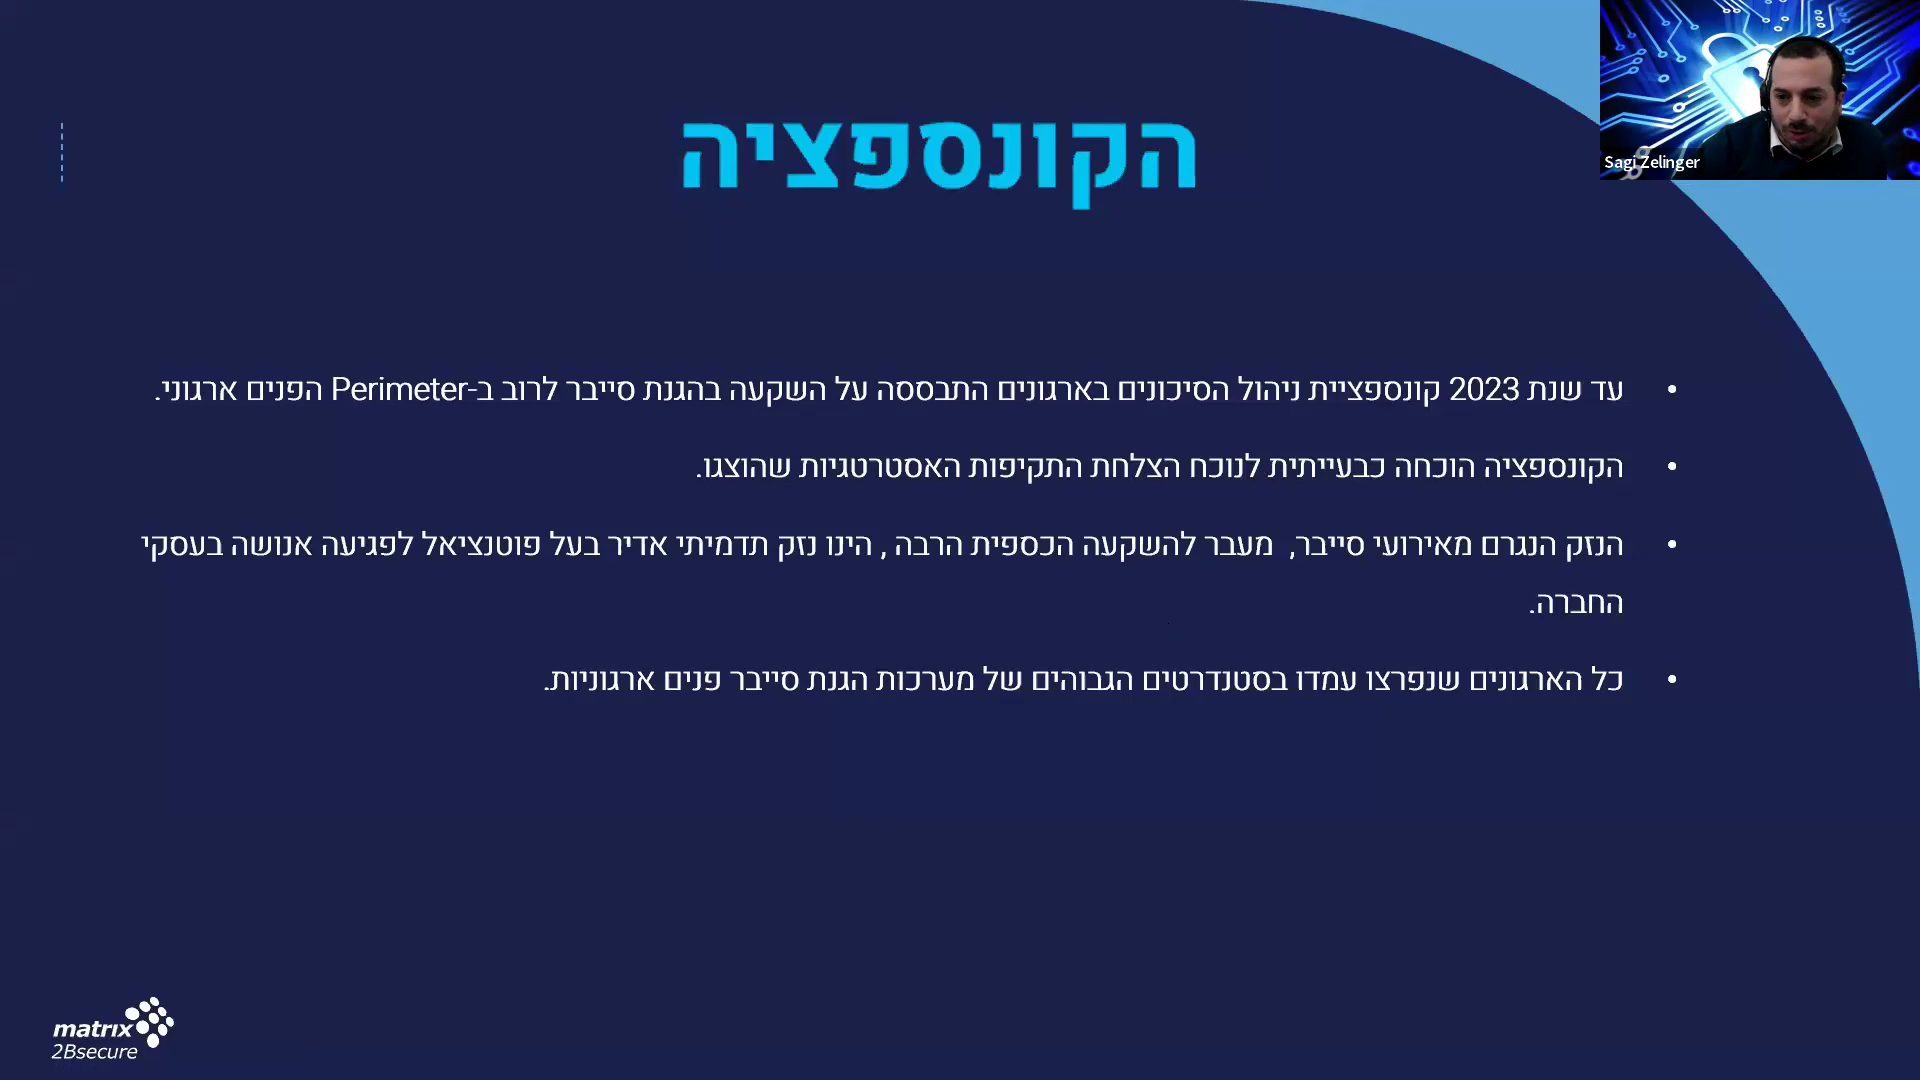 Sagi Zelinger
הקונספציה
• עד שנת 2023 קונספציית ניהול הסיכונים בארגונים התבססה על השקעה בהגנת סייבר לרוב ב-Perimeter הפנים ארגוני.
• הקונספציה הוכחה כבעייתית לנוכח הצלחת התקיפות האסטרטגיות שהוצגו.
• הנזק הנגרם מאירועי סייבר,  מעבר להשקעה הכספית הרבה , הינו נזק תדמיתי אדיר בעל פוטנציאל לפגיעה אנושה בעסקי
החברה.
• כל הארגונים שנפרצו עמדו בסטנדרטים הגבוהים של מערכות הגנת סייבר פנים ארגוניות.
matrix
2Bsecure